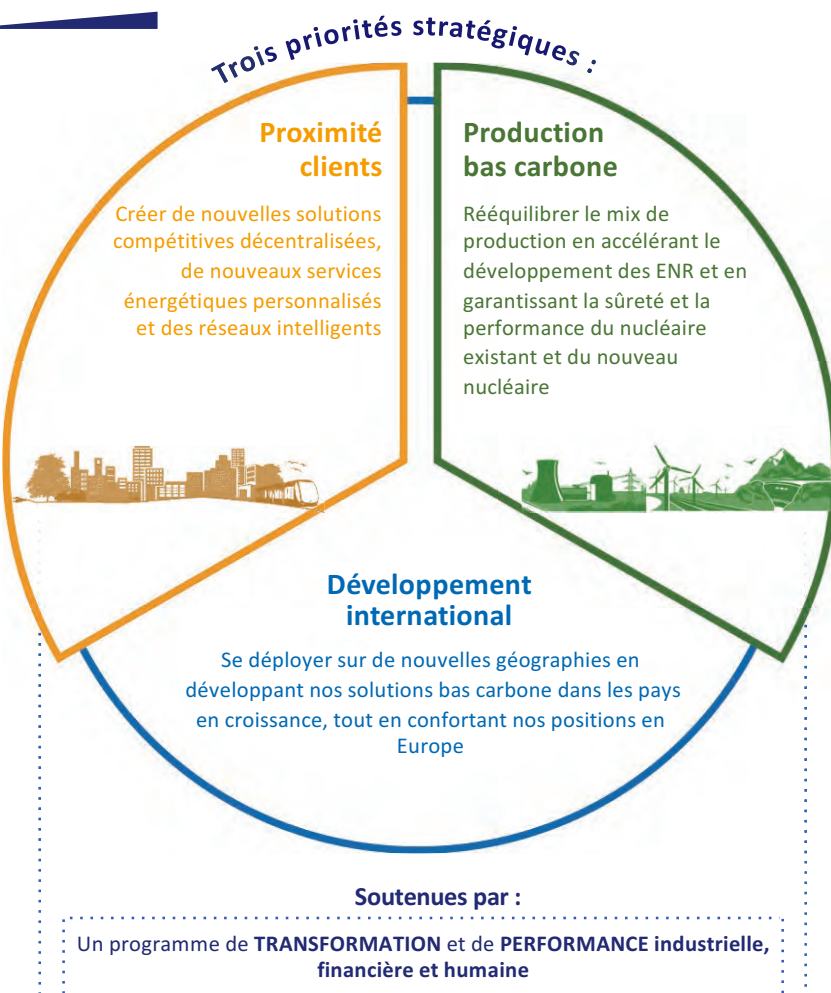 Trois priorités stratégiques :
Proximité
clients
Créer de nouvelles solutions
compétitives décentralisées,
de nouveaux services
énergétiques personnalisés
et des réseaux intelligents
Production
bas carbone
Rééquilibrer le mix de
production en accélérant le
développement des ENR et en
garantissant la sûreté et la
performance du nucléaire
existant et du nouveau
nucléaire
Développement
international
Se déployer sur de nouvelles géographies en
développant nos solutions bas carbone dans les pays
en croissance, tout en confortant nos positions en
Europe
Soutenues par :
Un programme de TRANSFORMATION et de PERFORMANCE industrielle,
financière et humaine